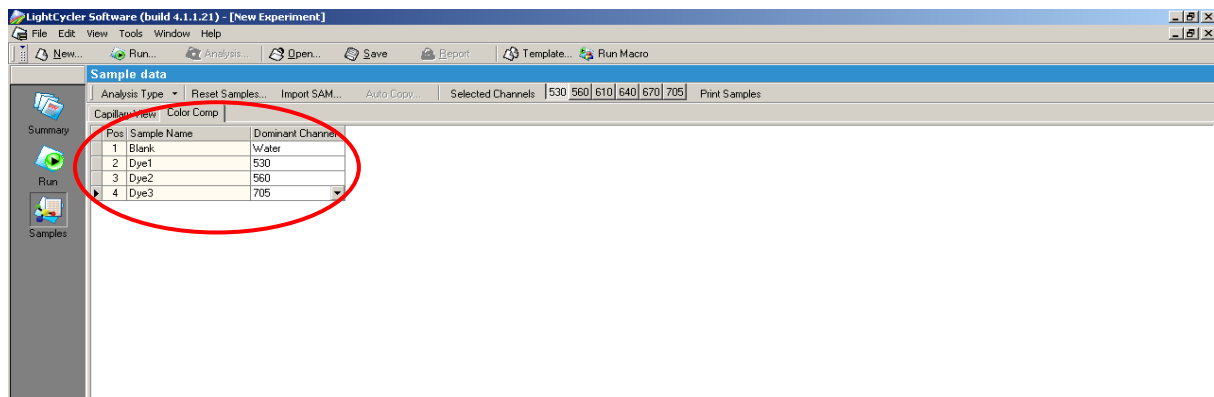 LightCycler Software (build 4.1.1.21) - [New Experiment]
File Edit View Tools Window Help
New... Run... Analysis... Open... Save Report Template... Run Macro
Sample data
Analysis Type Reset Samples... Import SAM... Auto Copy... Selected Channels 530 560 610 640 670 705 Print Samples
Capillary View Color Comp
Summary
Run
Samples
Pos Sample Name Dominant Channel
1 Blank Water
2 Dye1 530
3 Dye2 560
4 Dye3 705